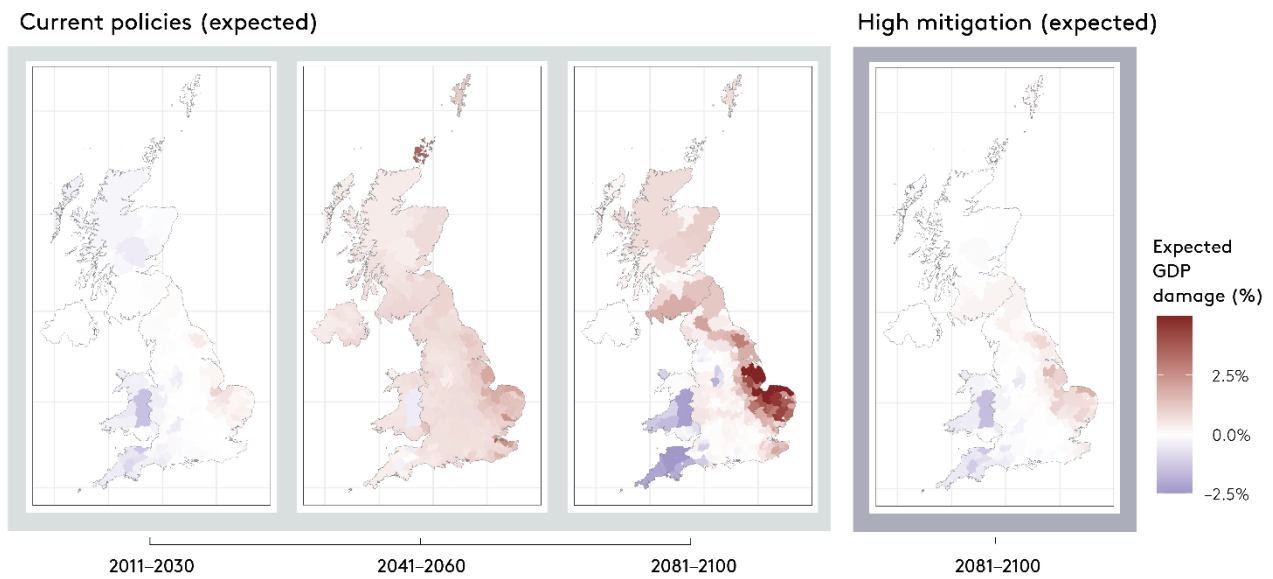 Current policies (expected)
High mitigation (expected)
Expected
GDP
damage (%)
2.5%
0.0%
−2.5%
2011–2030
2041–2060
2081–2100
2081–2100